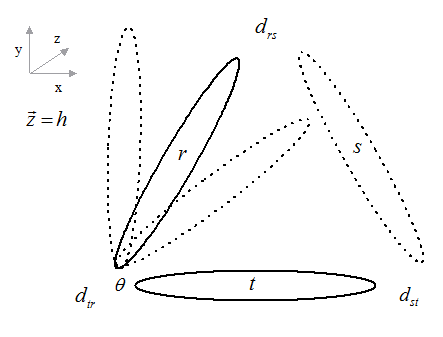 d_rs
y
z
x
z⃗ = h
r
s
d_tr
θ
t
d_st